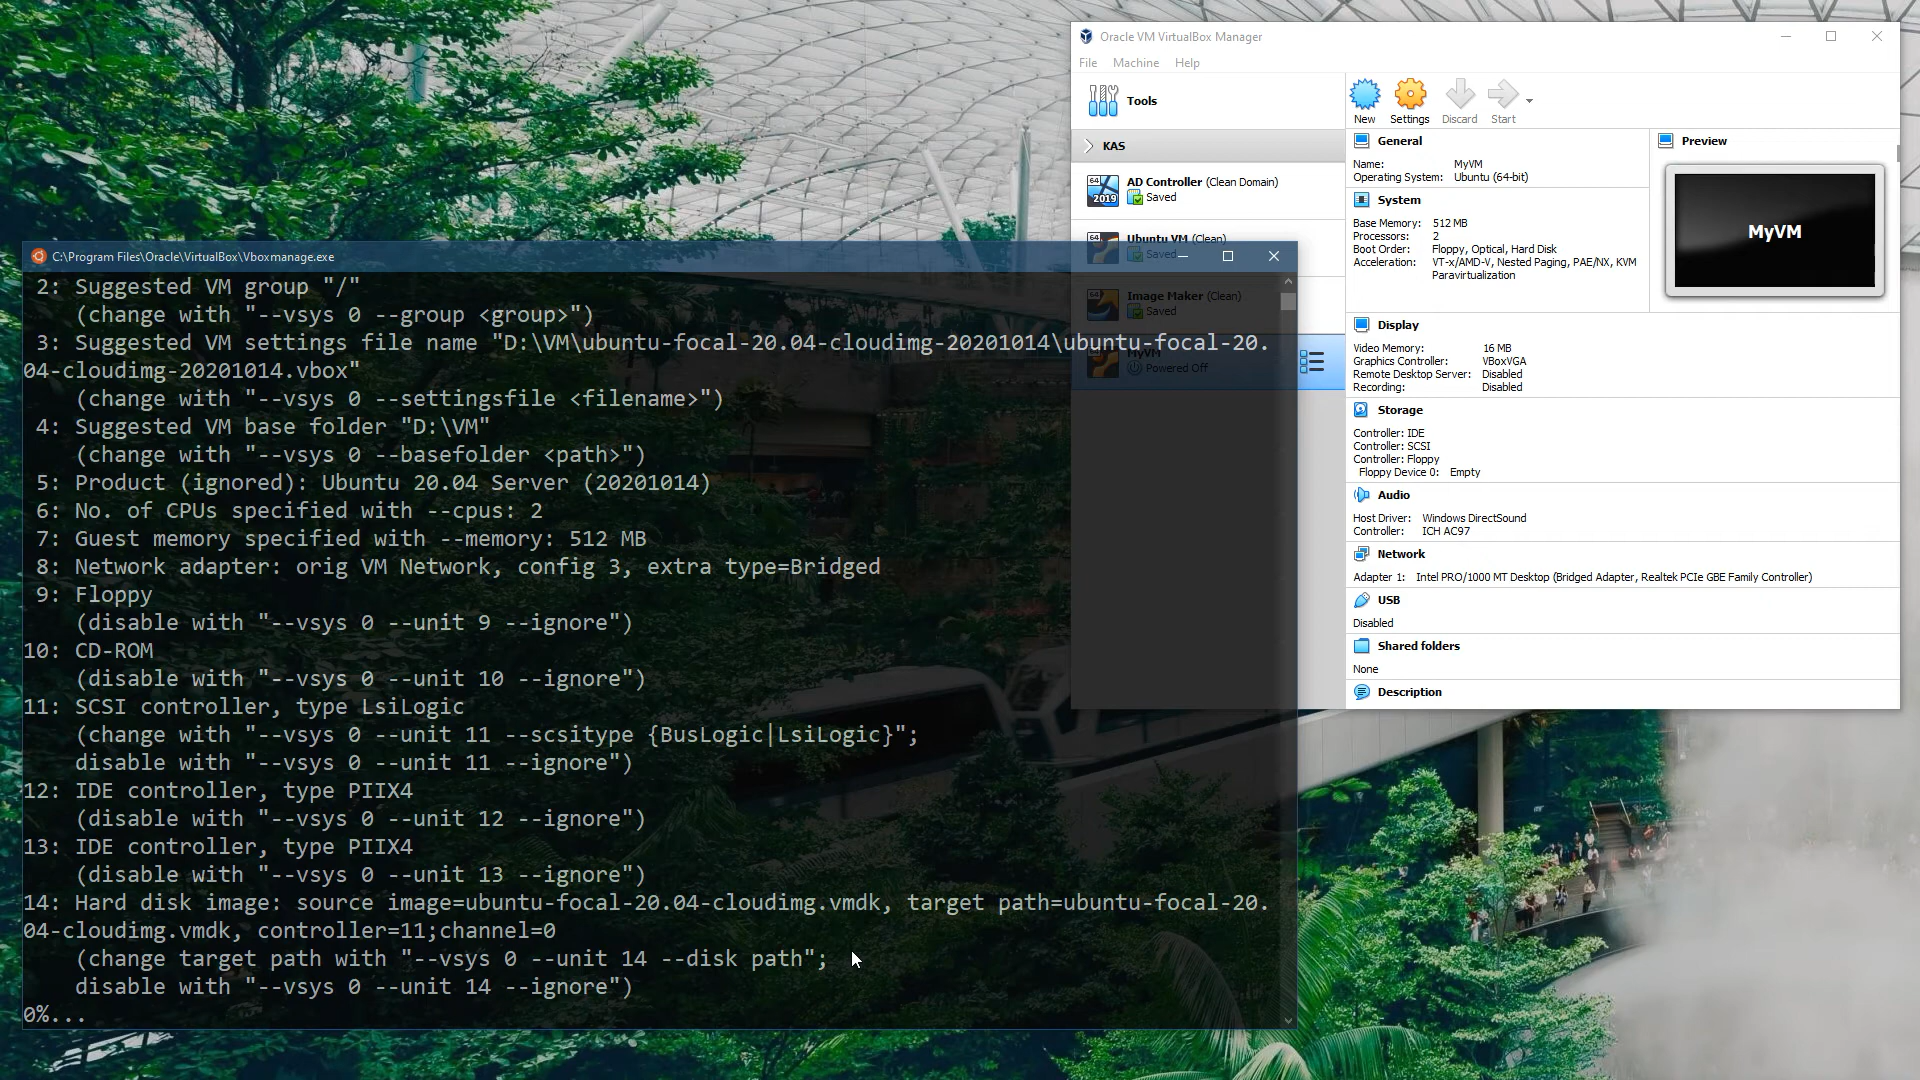 Oracle VM VirtualBox Manager
File Machine Help
Tools
New Settings Discard Start
KAS
AD Controller (Clean Domain)
Saved
64
2019
Ubuntu VM (Clean)
Saved
64
Image Maker (Clean)
Saved
64
MyVM
Powered Off
General
Name: MyVM
Operating System: Ubuntu (64-bit)
System
Base Memory: 512 MB
Processors: 2
Boot Order: Floppy, Optical, Hard Disk
Acceleration: VT-x/AMD-V, Nested Paging, PAE/NX, KVM
Paravirtualization
Preview
MyVM
Display
Video Memory: 16 MB
Graphics Controller: VBoxVGA
Remote Desktop Server: Disabled
Recording: Disabled
Storage
Controller: IDE
Controller: SCSI
Controller: Floppy
Floppy Device 0: Empty
Audio
Host Driver: Windows DirectSound
Controller: ICH AC97
Network
Adapter 1: Intel PRO/1000 MT Desktop (Bridged Adapter, Realtek PCIe GBE Family Controller)
USB
Disabled
Shared folders
None
Description
C:\Program Files\Oracle\VirtualBox\Vboxmanage.exe
2: Suggested VM group "/"
(change with "--vsys 0 --group <group>")
3: Suggested VM settings file name "D:\VM\ubuntu-focal-20.04-cloudimg-20201014\ubuntu-focal-20.
04-cloudimg-20201014.vbox"
(change with "--vsys 0 --settingsfile <filename>")
4: Suggested VM base folder "D:\VM"
(change with "--vsys 0 --basefolder <path>")
5: Product (ignored): Ubuntu 20.04 Server (20201014)
6: No. of CPUs specified with --cpus: 2
7: Guest memory specified with --memory: 512 MB
8: Network adapter: orig VM Network, config 3, extra type=Bridged
9: Floppy
(disable with "--vsys 0 --unit 9 --ignore")
10: CD-ROM
(disable with "--vsys 0 --unit 10 --ignore")
11: SCSI controller, type LsiLogic
(change with "--vsys 0 --unit 11 --scsitype {BusLogic|LsiLogic}";
disable with "--vsys 0 --unit 11 --ignore")
12: IDE controller, type PIIX4
(disable with "--vsys 0 --unit 12 --ignore")
13: IDE controller, type PIIX4
(disable with "--vsys 0 --unit 13 --ignore")
14: Hard disk image: source image=ubuntu-focal-20.04-cloudimg.vmdk, target path=ubuntu-focal-20.
04-cloudimg.vmdk, controller=11;channel=0
(change target path with "--vsys 0 --unit 14 --disk path";
disable with "--vsys 0 --unit 14 --ignore")
0%...